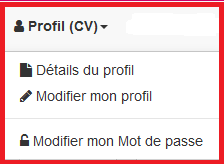 Profil (CV)
Détails du profil
Modifier mon profil
Modifier mon Mot de passe